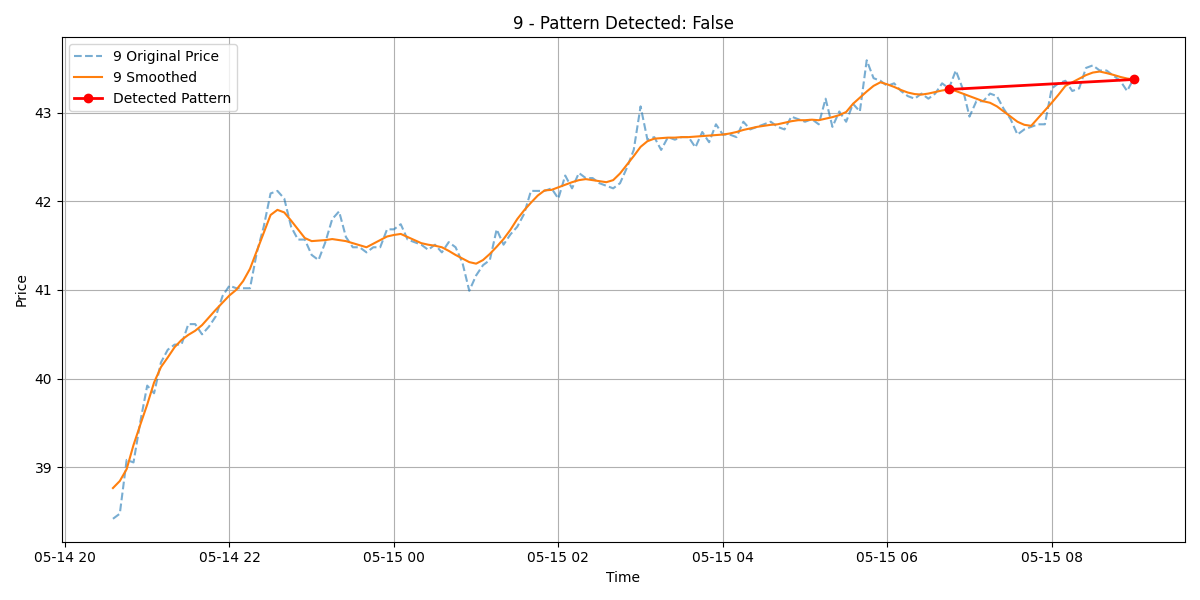 9 - Pattern Detected: False
9 Original Price
9 Smoothed
Detected Pattern
Price
43
42
41
40
39
05-14 20
05-14 22
05-15 00
05-15 02
05-15 04
05-15 06
05-15 08
Time